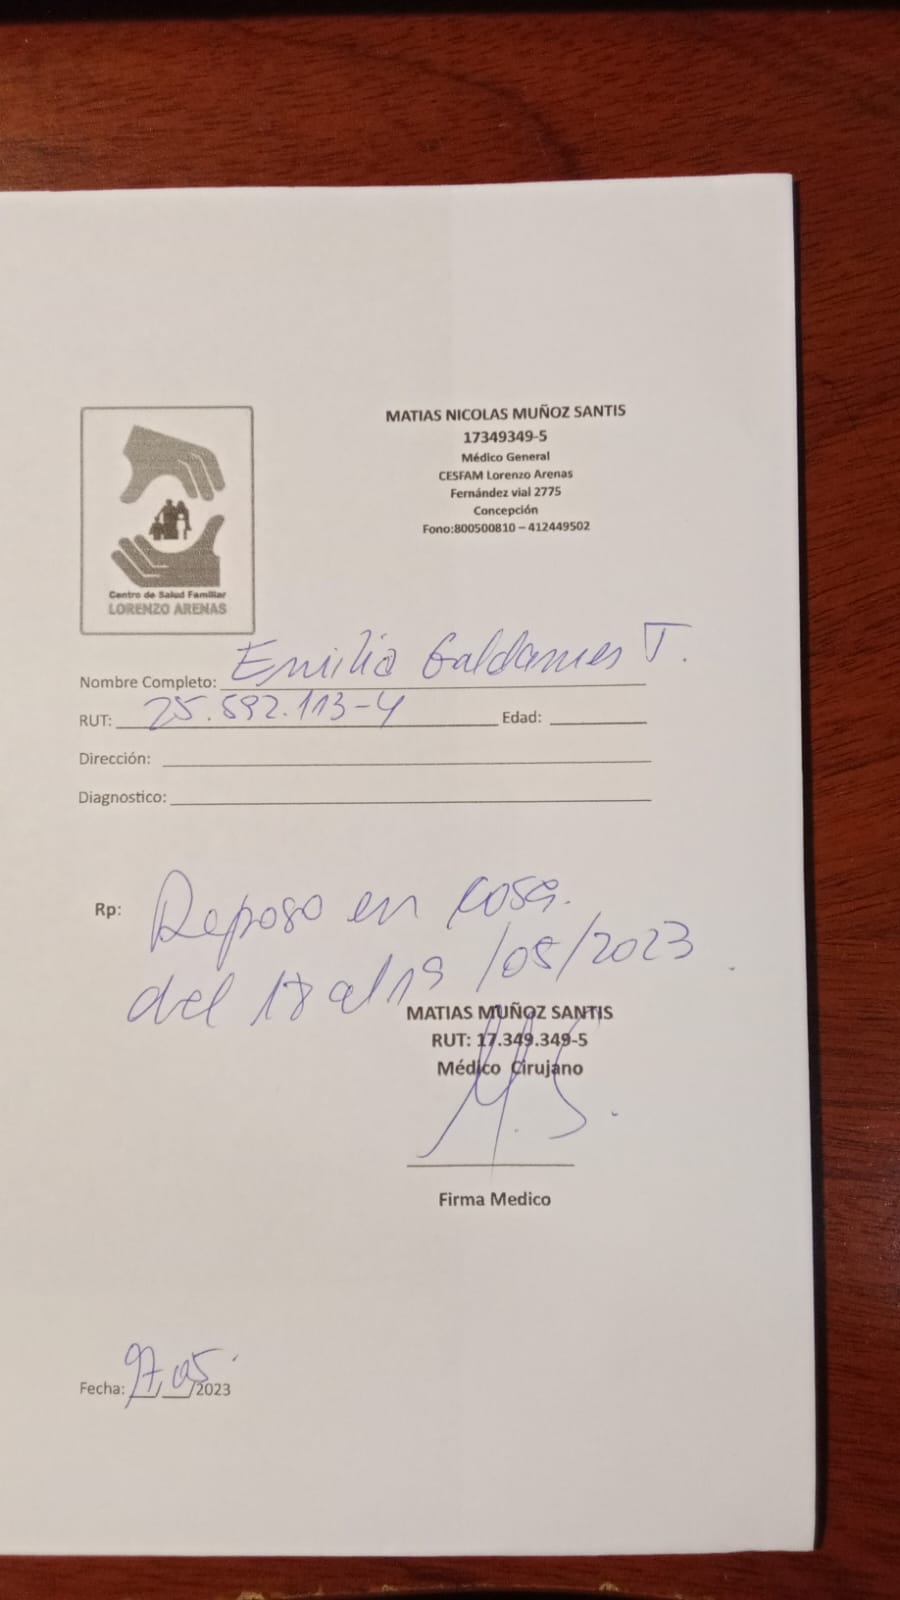 MATIAS NICOLAS MUÑOZ SANTIS
17349349-5
Médico General
CESFAM Lorenzo Arenas
Fernández vial 2775
Concepción
Fono:800500810 – 412449502
Centro de Salud Familiar
LORENZO ARENAS
Nombre Completo: Emilia Galdames T.
RUT: 25.592.113-4 Edad:
Dirección:
Diagnostico:
Rp: Reposo en casa.
del 17 al 19 /05/2023
MATIAS MUÑOZ SANTIS
RUT: 17.349.349-5
Médico Cirujano
M.S.
Firma Medico
Fecha: 17/05/2023